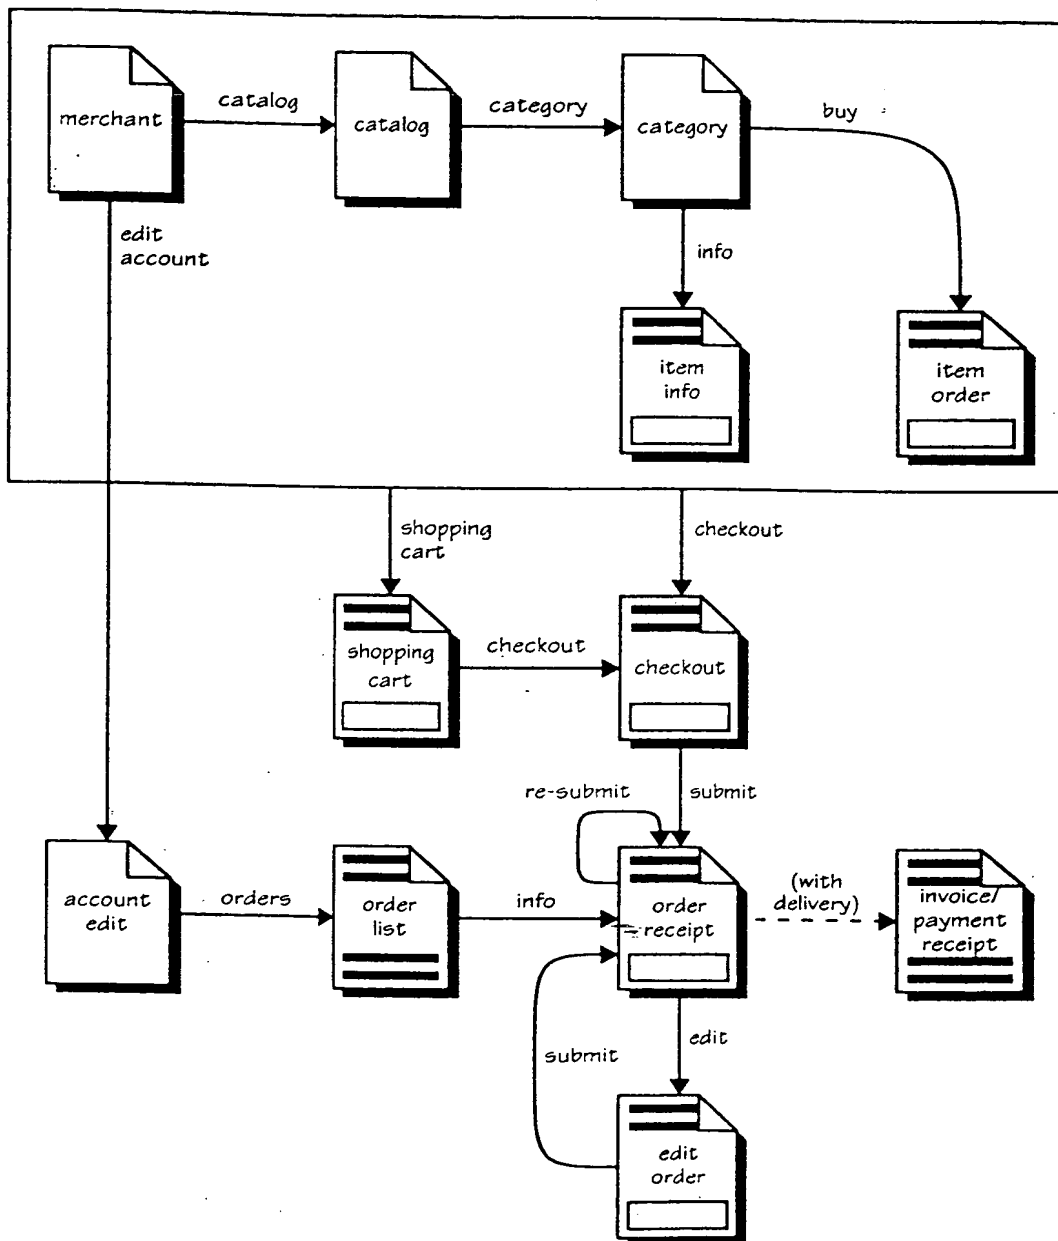 merchant
catalog
catalog
category
category
buy
edit
account
info
item
info
item
order
shopping
cart
checkout
shopping
cart
checkout
checkout
re-submit
submit
account
edit
orders
order
list
info
order
receipt
(with
delivery)
invoice/
payment
receipt
submit
edit
edit
order